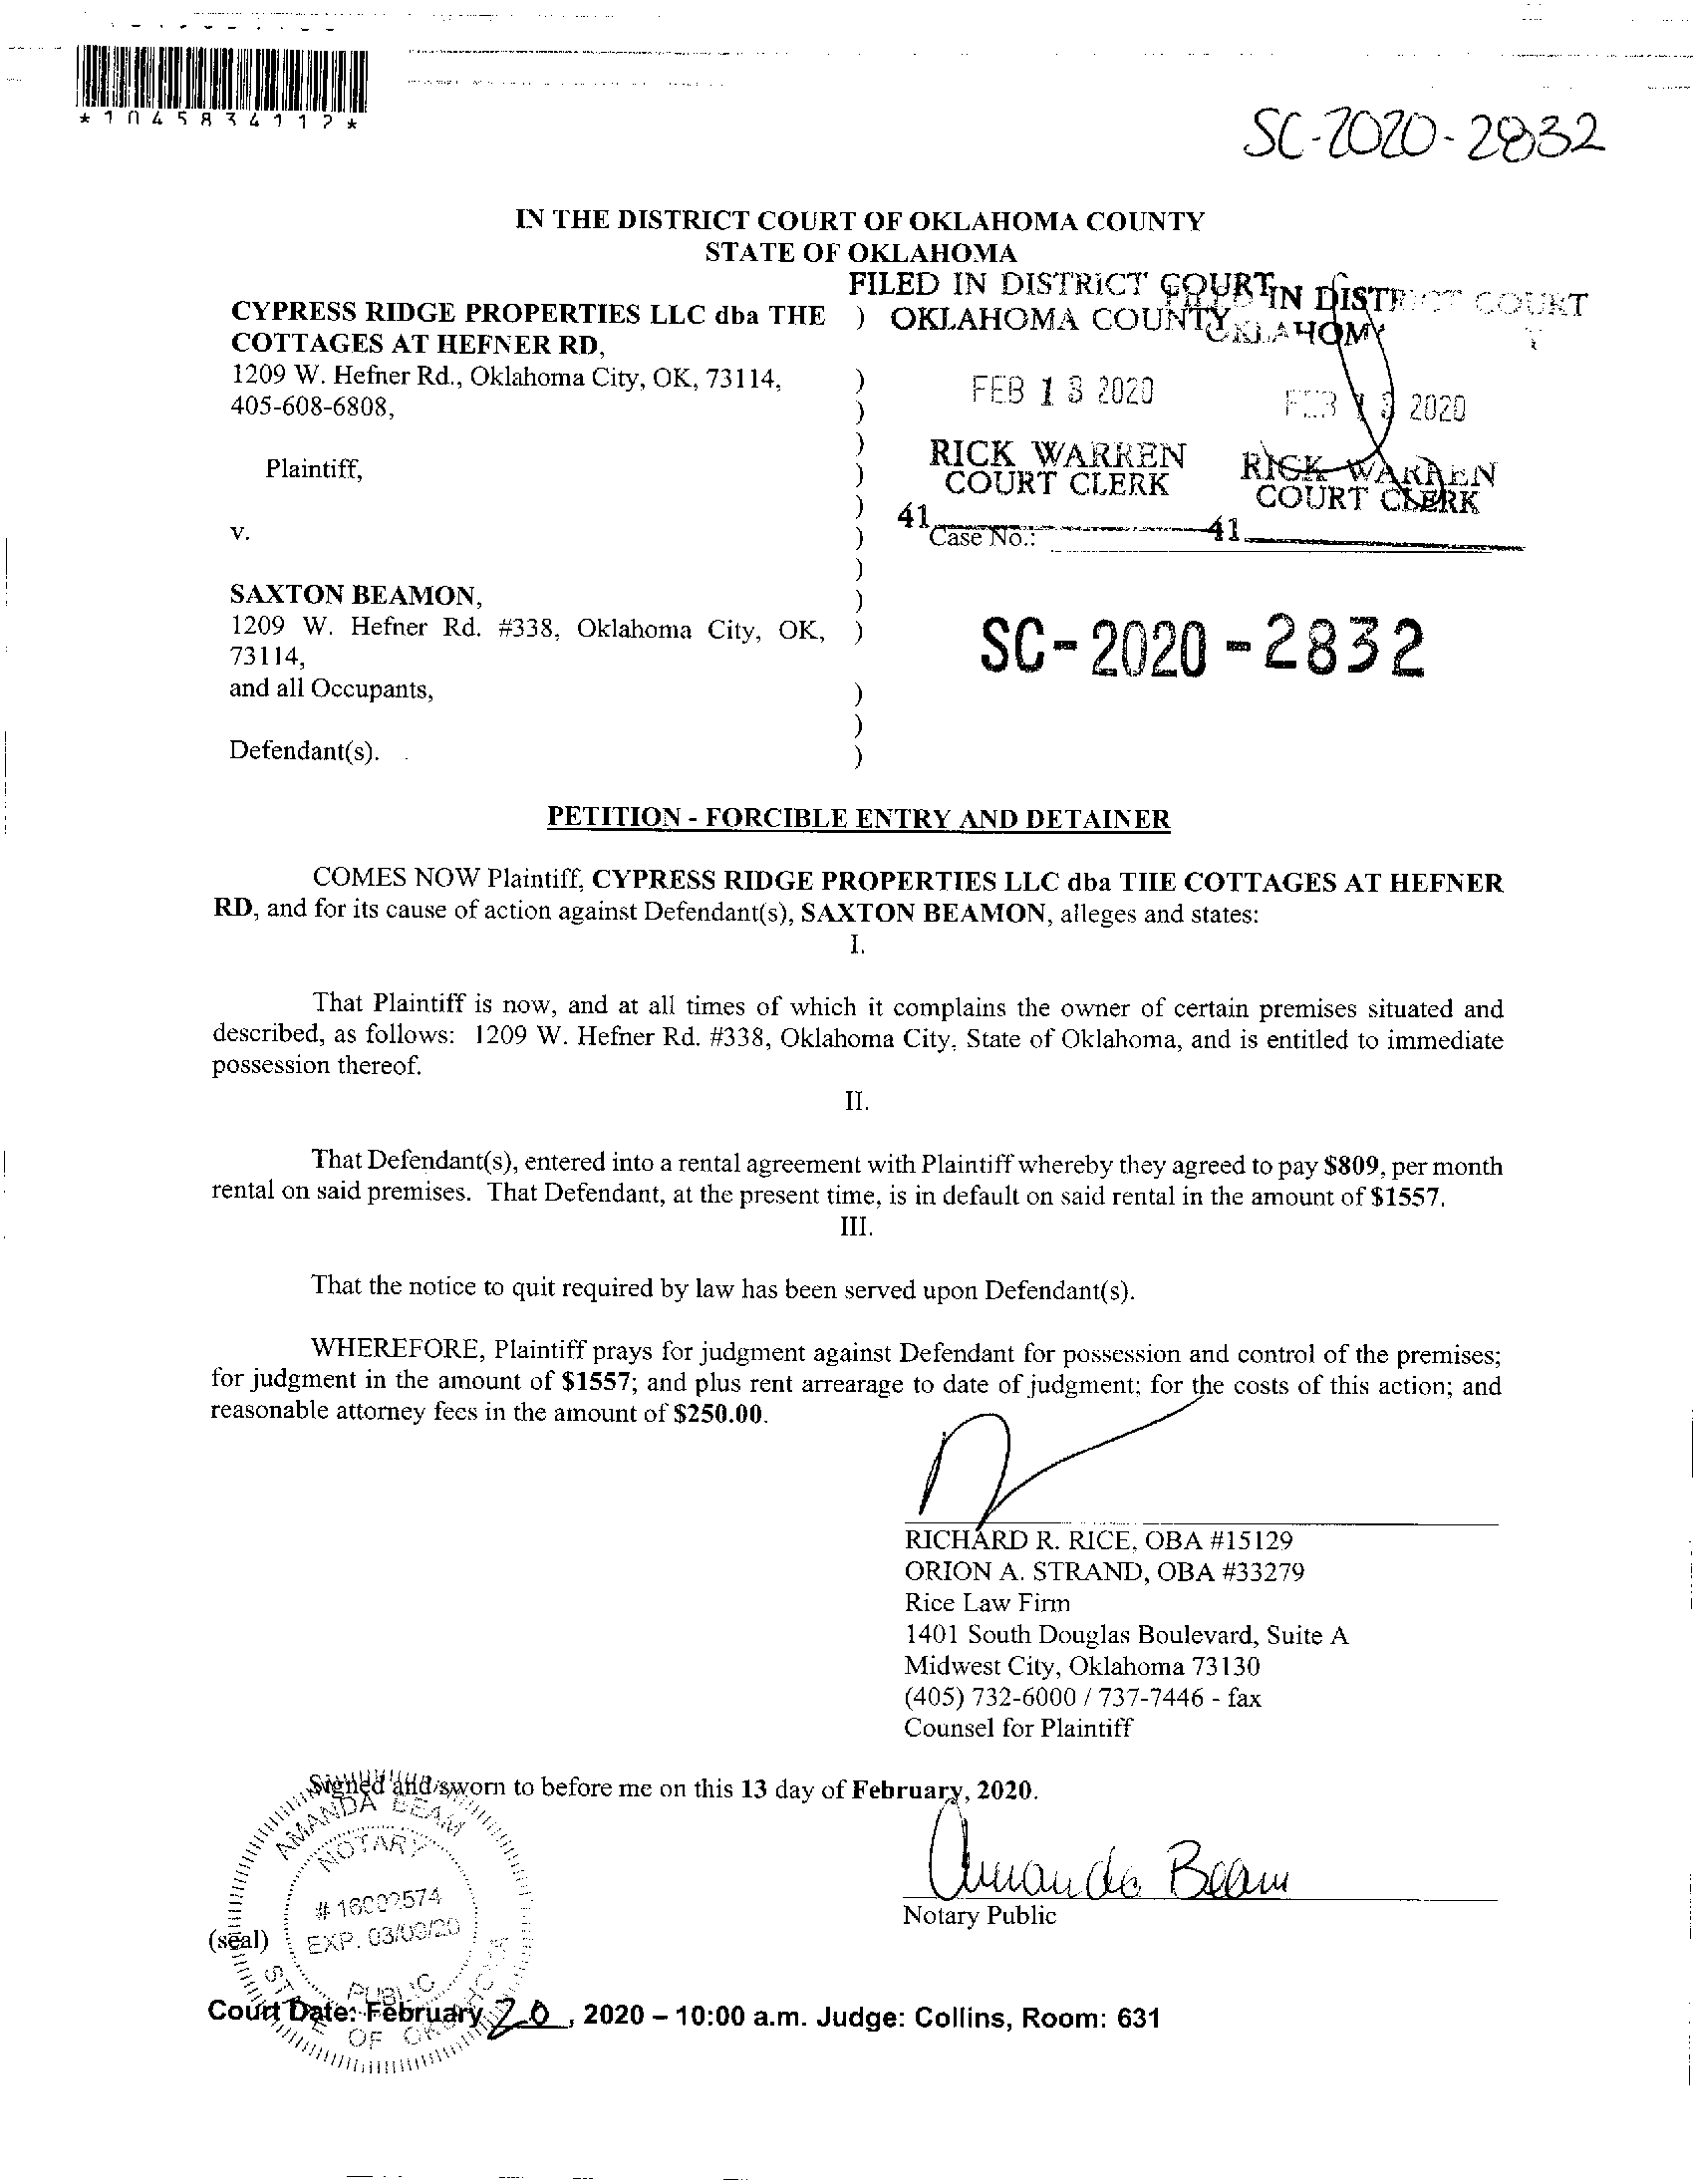 *1045834112*
SC-2020-2832
IN THE DISTRICT COURT OF OKLAHOMA COUNTY
STATE OF OKLAHOMA
FILED IN DISTRICT COURT
OKLAHOMA COUNTY
IN DISTRICT COURT
FEB 13 2020
FEB 13 2020
RICK WARREN
COURT CLERK
RICK WARREN
COURT CLERK
41
41
CYPRESS RIDGE PROPERTIES LLC dba THE )
COTTAGES AT HEFNER RD,
1209 W. Hefner Rd., Oklahoma City, OK, 73114, )
405-608-6808, )
)
Plaintiff, )
)
v. ) Case No.:
)
SAXTON BEAMON, )
1209 W. Hefner Rd. #338, Oklahoma City, OK, )
73114,
and all Occupants, )
)
Defendant(s). )
SC-2020-2832
PETITION - FORCIBLE ENTRY AND DETAINER
COMES NOW Plaintiff, CYPRESS RIDGE PROPERTIES LLC dba THE COTTAGES AT HEFNER
RD, and for its cause of action against Defendant(s), SAXTON BEAMON, alleges and states:
I.
That Plaintiff is now, and at all times of which it complains the owner of certain premises situated and
described, as follows: 1209 W. Hefner Rd. #338, Oklahoma City, State of Oklahoma, and is entitled to immediate
possession thereof.
II.
That Defendant(s), entered into a rental agreement with Plaintiff whereby they agreed to pay $809, per month
rental on said premises. That Defendant, at the present time, is in default on said rental in the amount of $1557.
III.
That the notice to quit required by law has been served upon Defendant(s).
WHEREFORE, Plaintiff prays for judgment against Defendant for possession and control of the premises;
for judgment in the amount of $1557; and plus rent arrearage to date of judgment; for the costs of this action; and
reasonable attorney fees in the amount of $250.00.
RICHARD R. RICE, OBA #15129
ORION A. STRAND, OBA #33279
Rice Law Firm
1401 South Douglas Boulevard, Suite A
Midwest City, Oklahoma 73130
(405) 732-6000 / 737-7446 - fax
Counsel for Plaintiff
Signed and sworn to before me on this 13 day of February, 2020.
Amanda Beam
Notary Public
(seal)
AMANDA BEAM
NOTARY
EXP.
PUBLIC
STATE OF OKLAHOMA
Court Date: February 20, 2020 – 10:00 a.m. Judge: Collins, Room: 631